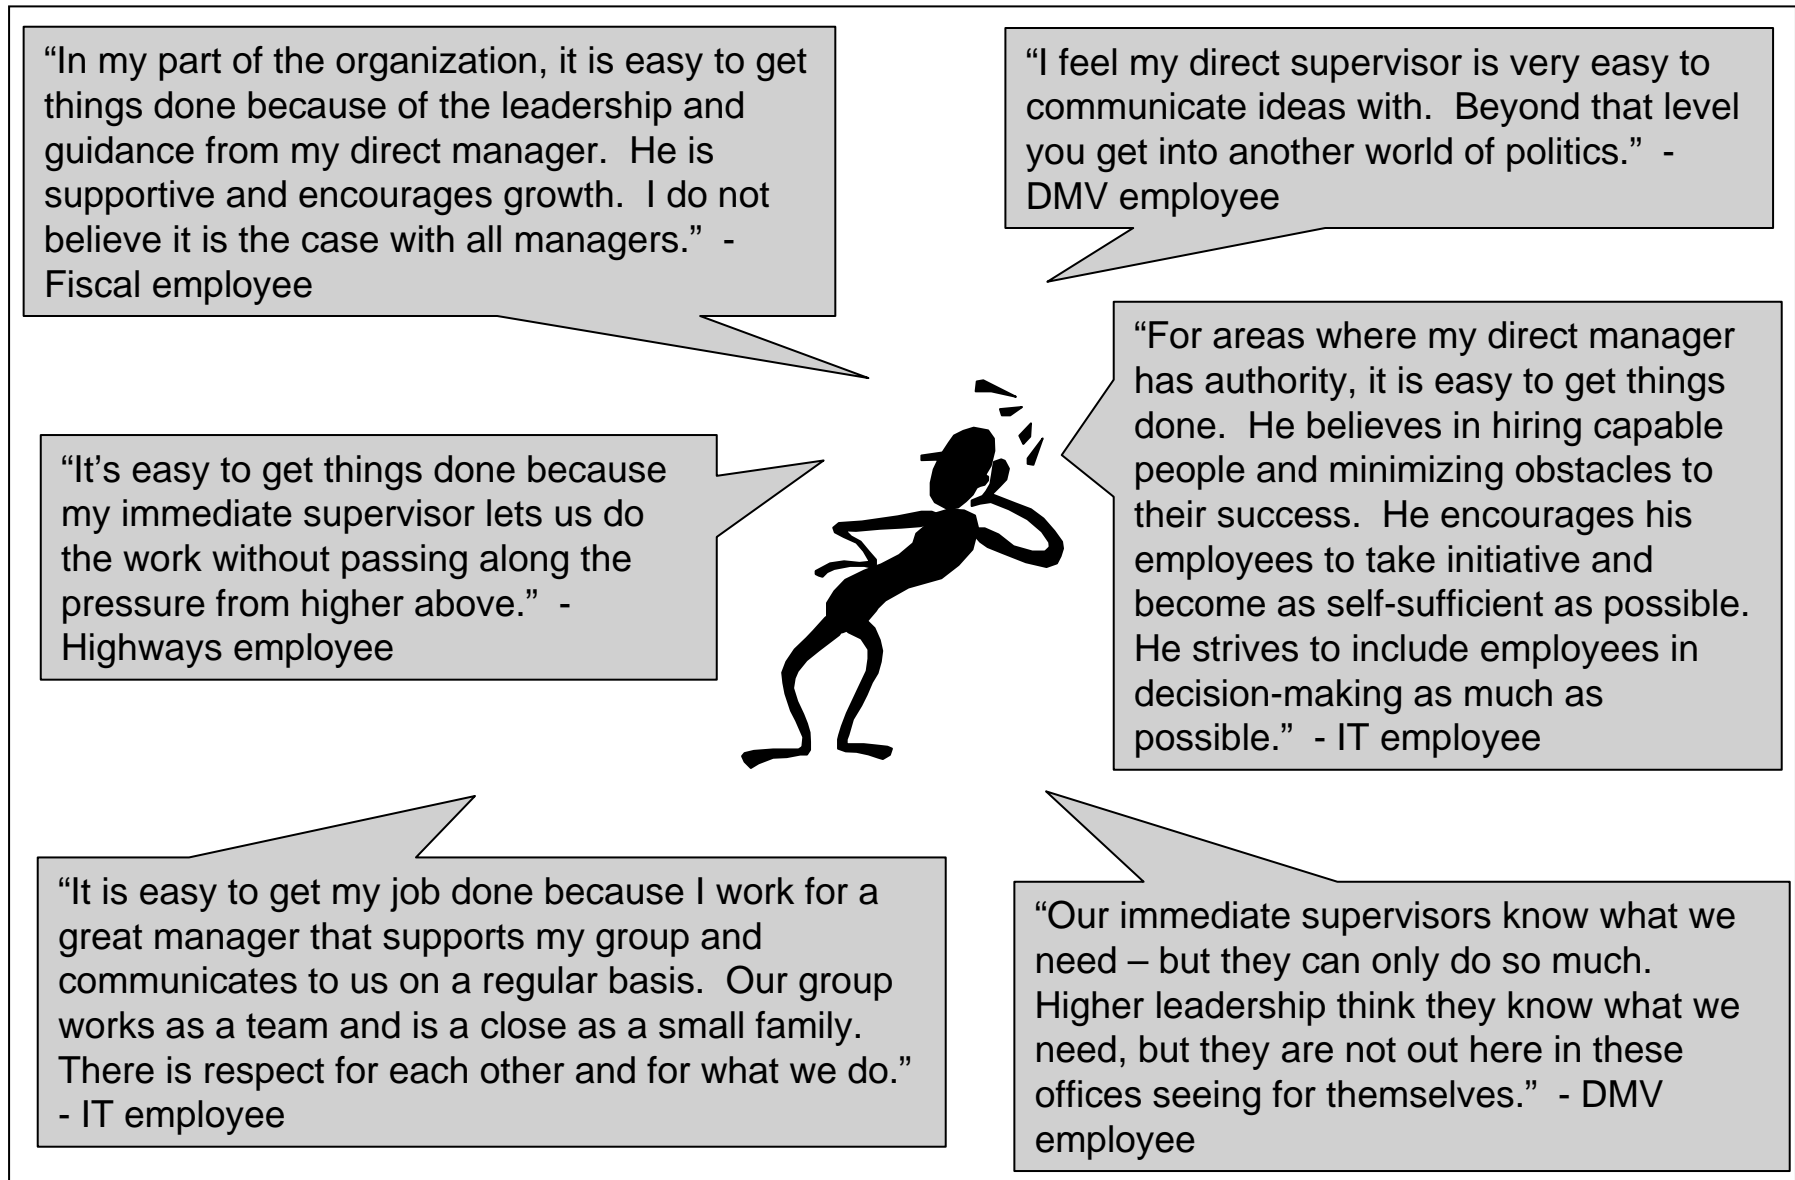 “In my part of the organization, it is easy to get
things done because of the leadership and
guidance from my direct manager.  He is
supportive and encourages growth.  I do not
believe it is the case with all managers.”  -
Fiscal employee
“I feel my direct supervisor is very easy to
communicate ideas with.  Beyond that level
you get into another world of politics.”  -
DMV employee
“It’s easy to get things done because
my immediate supervisor lets us do
the work without passing along the
pressure from higher above.”  -
Highways employee
“For areas where my direct manager
has authority, it is easy to get things
done.  He believes in hiring capable
people and minimizing obstacles to
their success.  He encourages his
employees to take initiative and
become as self-sufficient as possible.
He strives to include employees in
decision-making as much as
possible.”  - IT employee
“It is easy to get my job done because I work for a
great manager that supports my group and
communicates to us on a regular basis.  Our group
works as a team and is a close as a small family.
There is respect for each other and for what we do.”
- IT employee
“Our immediate supervisors know what we
need – but they can only do so much.
Higher leadership think they know what we
need, but they are not out here in these
offices seeing for themselves.”  - DMV
employee